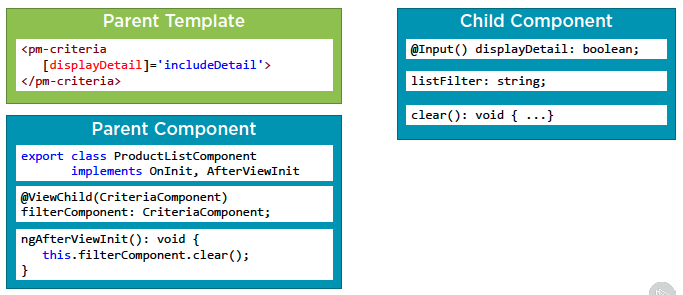 Parent Template
<pm-criteria
[displayDetail]='includeDetail'>
</pm-criteria>
Parent Component
export class ProductListComponent
implements OnInit, AfterViewInit
@ViewChild(CriteriaComponent)
filterComponent: CriteriaComponent;
ngAfterViewInit(): void {
this.filterComponent.clear();
}
Child Component
@Input() displayDetail: boolean;
listFilter: string;
clear(): void { ...}